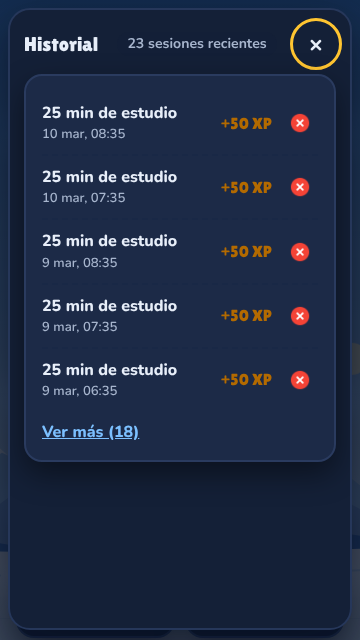 Historial
23 sesiones recientes
25 min de estudio
+50 XP
10 mar, 08:35
25 min de estudio
+50 XP
10 mar, 07:35
25 min de estudio
+50 XP
9 mar, 08:35
25 min de estudio
+50 XP
9 mar, 07:35
25 min de estudio
+50 XP
9 mar, 06:35
Ver más (18)